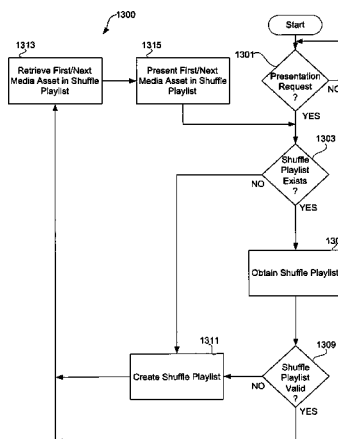 1300
Start
1313
Retrieve First/Next
Media Asset in Shuffle
Playlist
1315
Present First/Next
Media Asset in Shuffle
Playlist
1301
Presentation
Request
?
NO
YES
1303
Shuffle
Playlist
Exists
?
NO
YES
Obtain Shuffle Playlist
1311
Create Shuffle Playlist
1309
Shuffle
Playlist
Valid
?
NO
YES